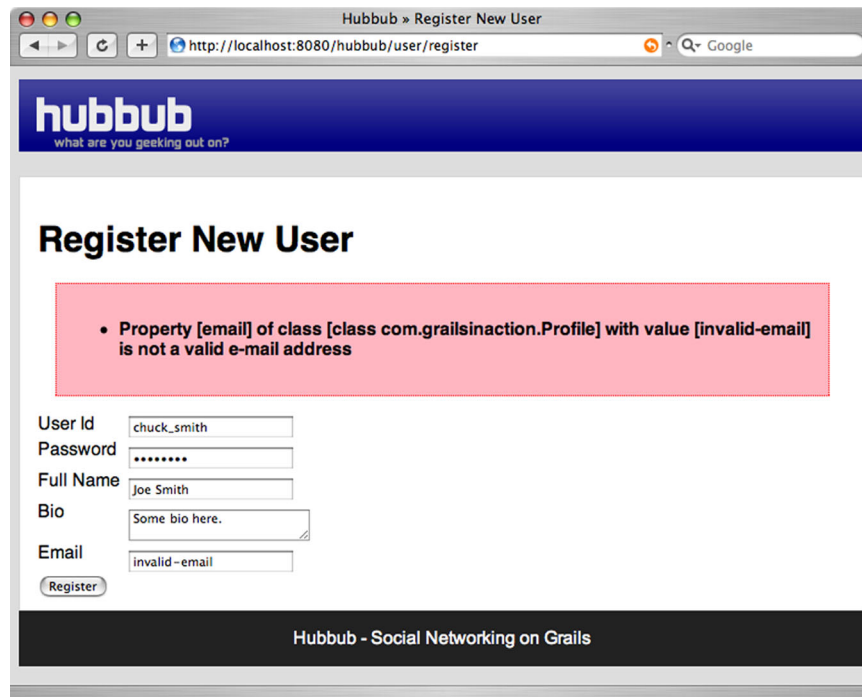 Hubbub » Register New User
http://localhost:8080/hubbub/user/register
Google
hubbub
what are you geeking out on?
Register New User
• Property [email] of class [class com.grailsinaction.Profile] with value [invalid-email]
is not a valid e-mail address
User Id
chuck_smith
Password
••••••••
Full Name
Joe Smith
Bio
Some bio here.
Email
invalid-email
Register
Hubbub - Social Networking on Grails